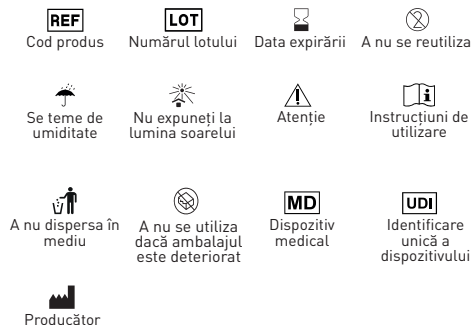 REF LOT
Cod produs Numărul lotului Data expirării A nu se reutiliza
Se teme de umiditate
Nu expuneți la lumina soarelui
Atenție
Instrucțiuni de utilizare
A nu dispersa în mediu
A nu se utiliza dacă ambalajul este deteriorat
MD
Dispozitiv medical
UDI
Identificare unică a dispozitivului
Producător